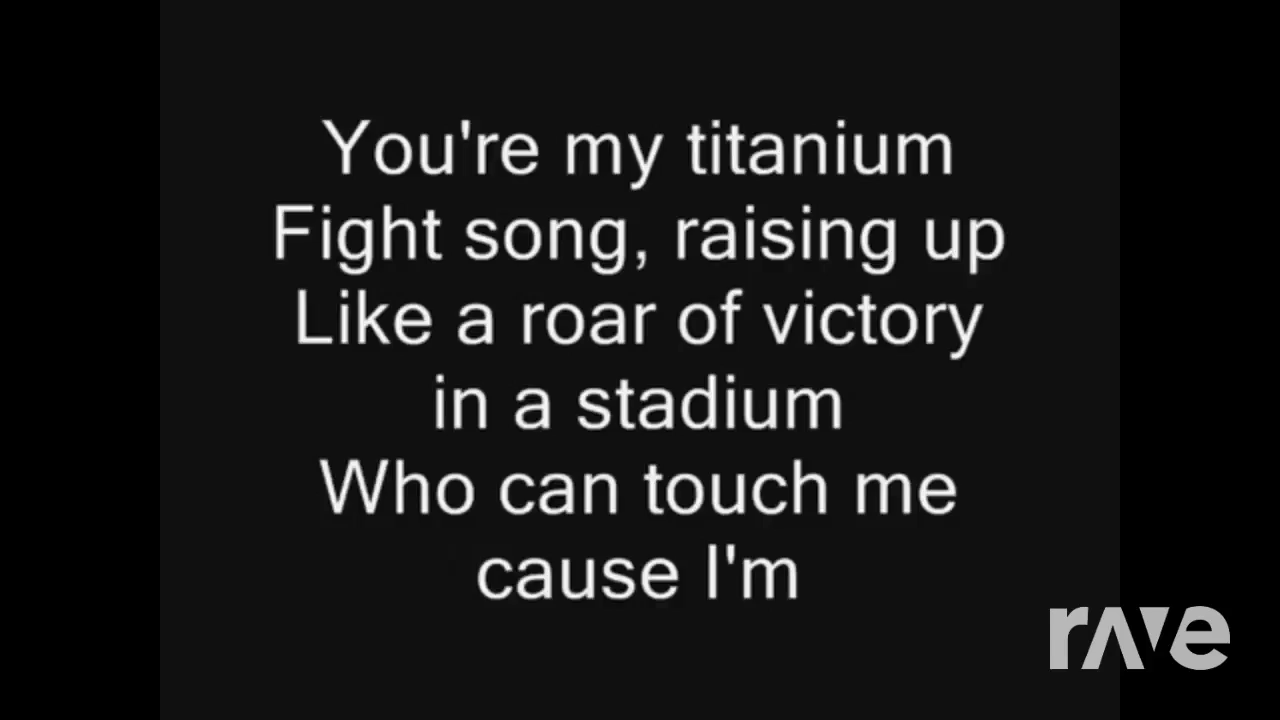 You're my titanium
Fight song, raising up
Like a roar of victory
in a stadium
Who can touch me
cause I'm
rave